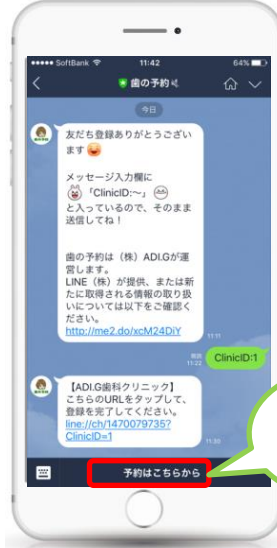 SoftBank 11:42 64%
歯の予約
今日
友だち登録ありがとうござい
ます
メッセージ入力欄に
「ClinicID:～」
と入っているので、そのまま
送信してね！
歯の予約は（株）ADI.Gが運
営します。
LINE（株）が提供、または新
たに取得される情報の取り扱
いについては以下をご確認く
ださい。
http://me2.do/xcM24DiY
11:11
既読
11:22
ClinicID:1
【ADI.G歯科クリニック】
こちらのURLをタップして、
登録を完了してください。
line://ch/1470079735?
ClinicID=1
11:30
予約はこちらから